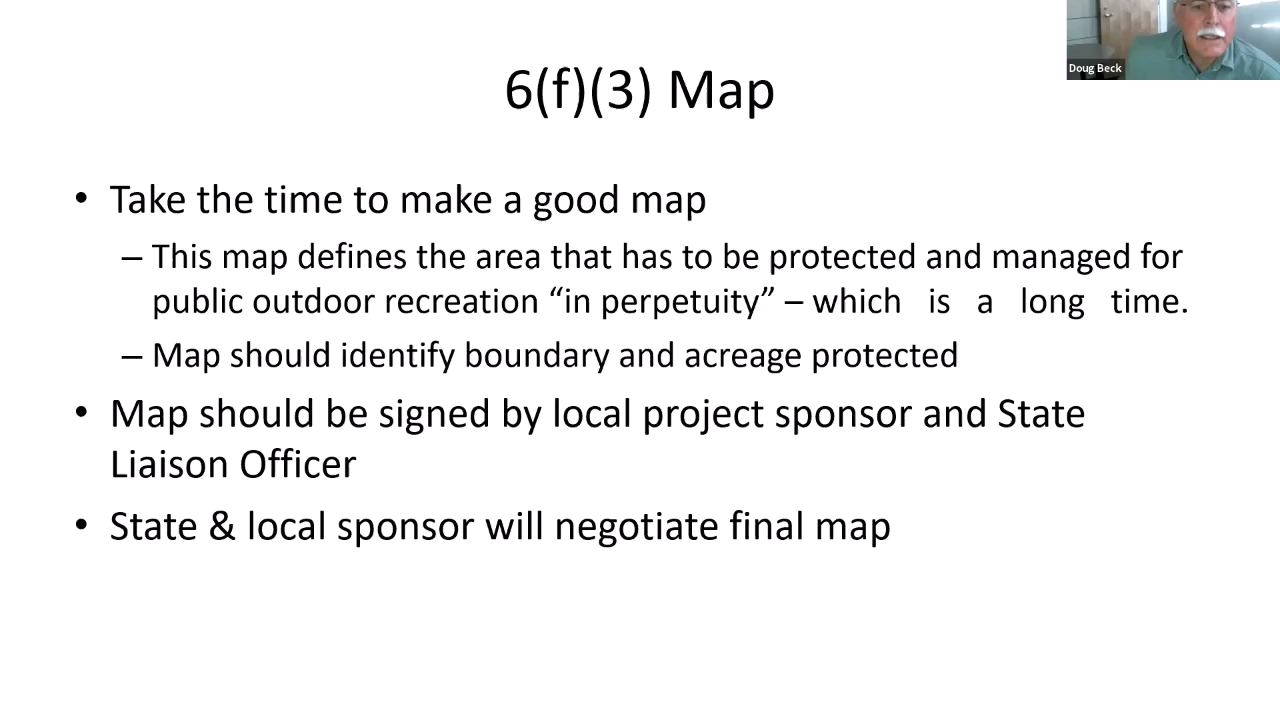 Doug Beck
6(f)(3) Map
• Take the time to make a good map
– This map defines the area that has to be protected and managed for
public outdoor recreation “in perpetuity” – which is a long time.
– Map should identify boundary and acreage protected
• Map should be signed by local project sponsor and State
Liaison Officer
• State & local sponsor will negotiate final map